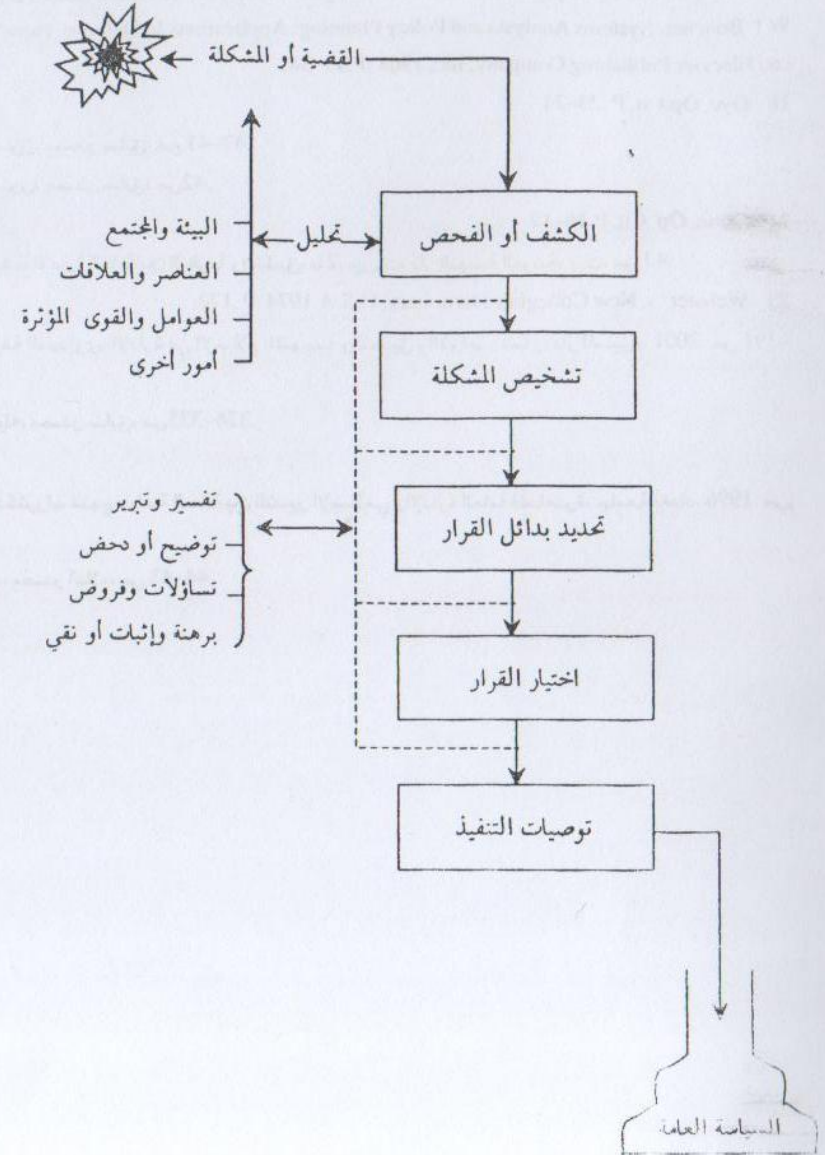 القضية أو المشكلة
الكشف أو الفحص
تحليل
البيئة والمجتمع
العناصر والعلاقات
العوامل والقوى المؤثرة
أمور أخرى
تشخيص المشكلة
تحديد بدائل القرار
تفسير وتبرير
توضيح أو دحض
تساؤلات وفروض
برهنة وإثبات أو نفي
اختيار القرار
توصيات التنفيذ
السياسة العامة